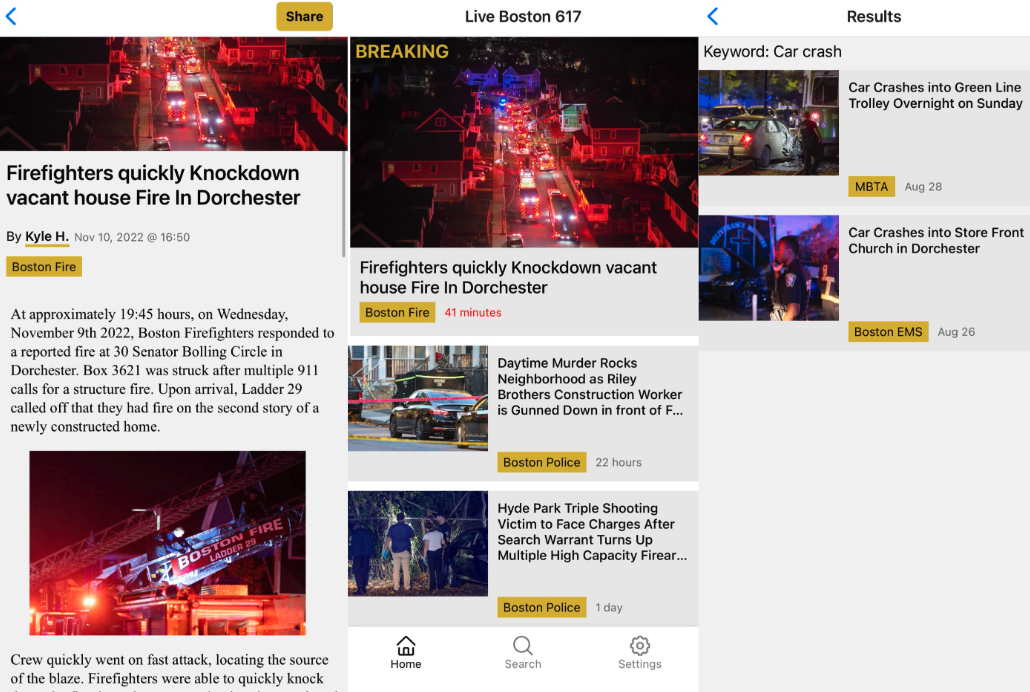 Share
Firefighters quickly Knockdown
vacant house Fire In Dorchester
By Kyle H. Nov 10, 2022 @ 16:50
Boston Fire
At approximately 19:45 hours, on Wednesday,
November 9th 2022, Boston Firefighters responded to
a reported fire at 30 Senator Bolling Circle in
Dorchester. Box 3621 was struck after multiple 911
calls for a structure fire. Upon arrival, Ladder 29
called off that they had fire on the second story of a
newly constructed home.
BOSTON FIRE
LADDER 29
Crew quickly went on fast attack, locating the source
of the blaze. Firefighters were able to quickly knock
Live Boston 617
BREAKING
Firefighters quickly Knockdown vacant
house Fire In Dorchester
Boston Fire 41 minutes
Daytime Murder Rocks
Neighborhood as Riley
Brothers Construction Worker
is Gunned Down in front of F...
Boston Police 22 hours
Hyde Park Triple Shooting
Victim to Face Charges After
Search Warrant Turns Up
Multiple High Capacity Firear...
Boston Police 1 day
Home
Search
Settings
Results
Keyword: Car crash
Car Crashes into Green Line
Trolley Overnight on Sunday
MBTA Aug 28
Car Crashes into Store Front
Church in Dorchester
Boston EMS Aug 26